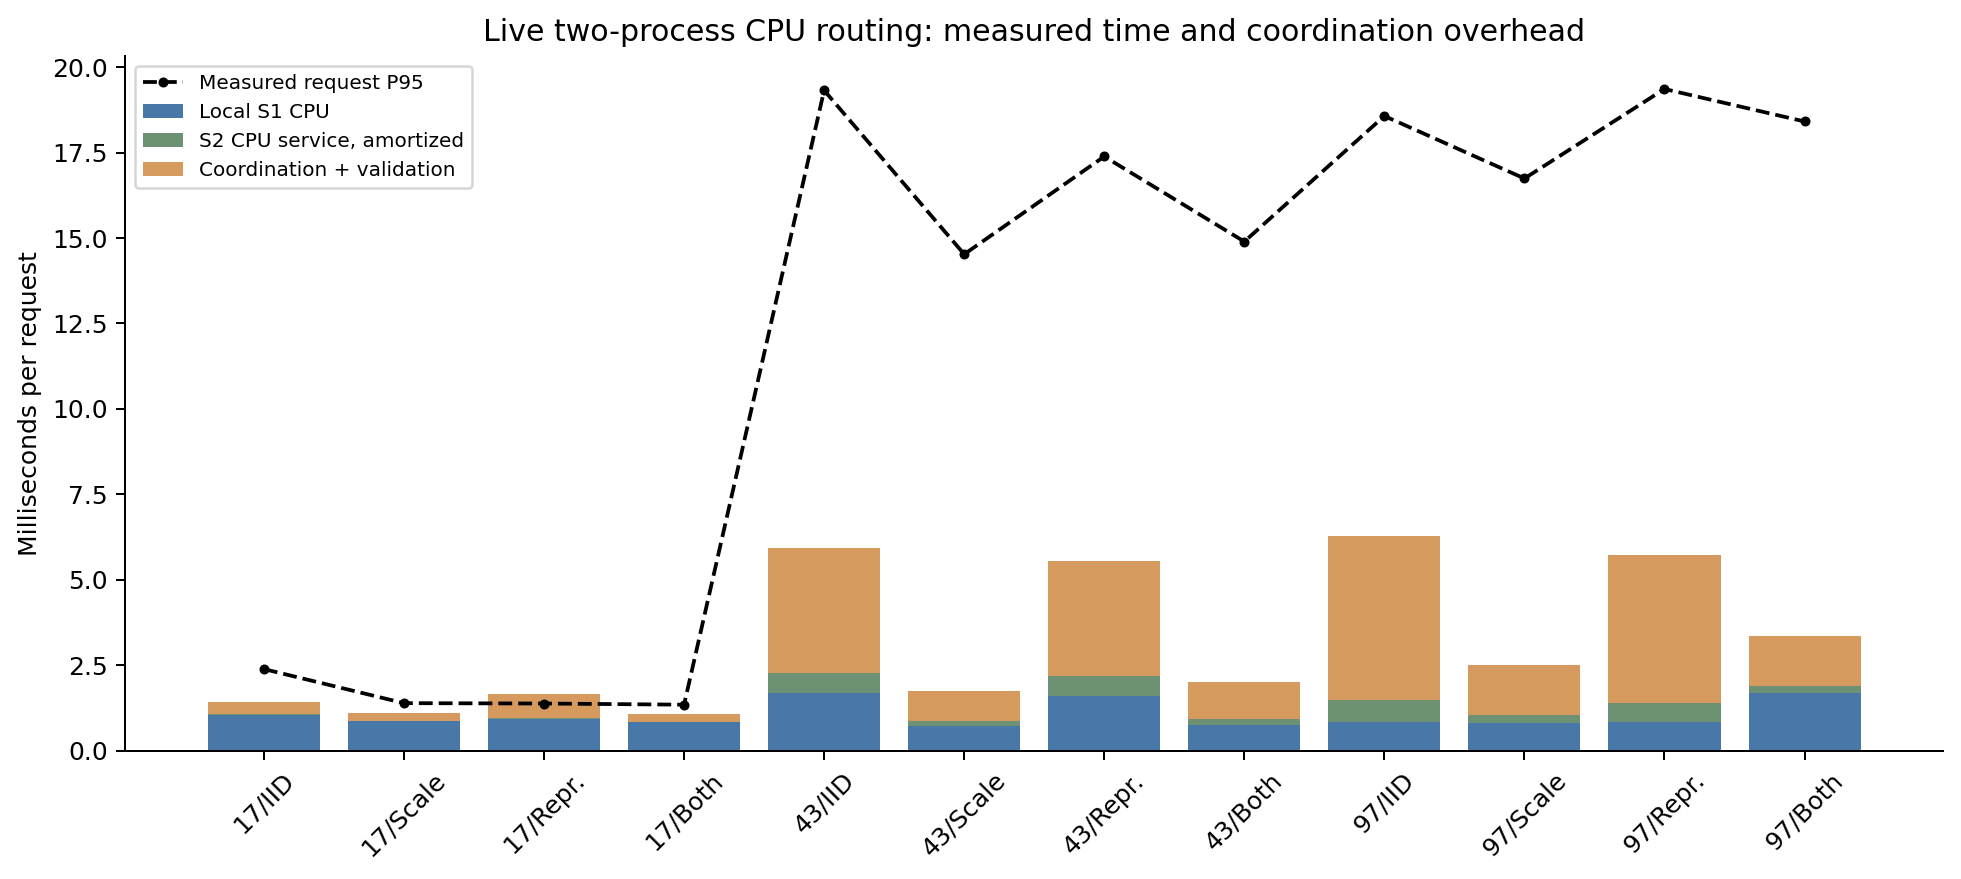 Live two-process CPU routing: measured time and coordination overhead
Measured request P95
Local S1 CPU
S2 CPU service, amortized
Coordination + validation
Milliseconds per request
20.0
17.5
15.0
12.5
10.0
7.5
5.0
2.5
0.0
17/IID
17/Scale
17/Repr.
17/Both
43/IID
43/Scale
43/Repr.
43/Both
97/IID
97/Scale
97/Repr.
97/Both